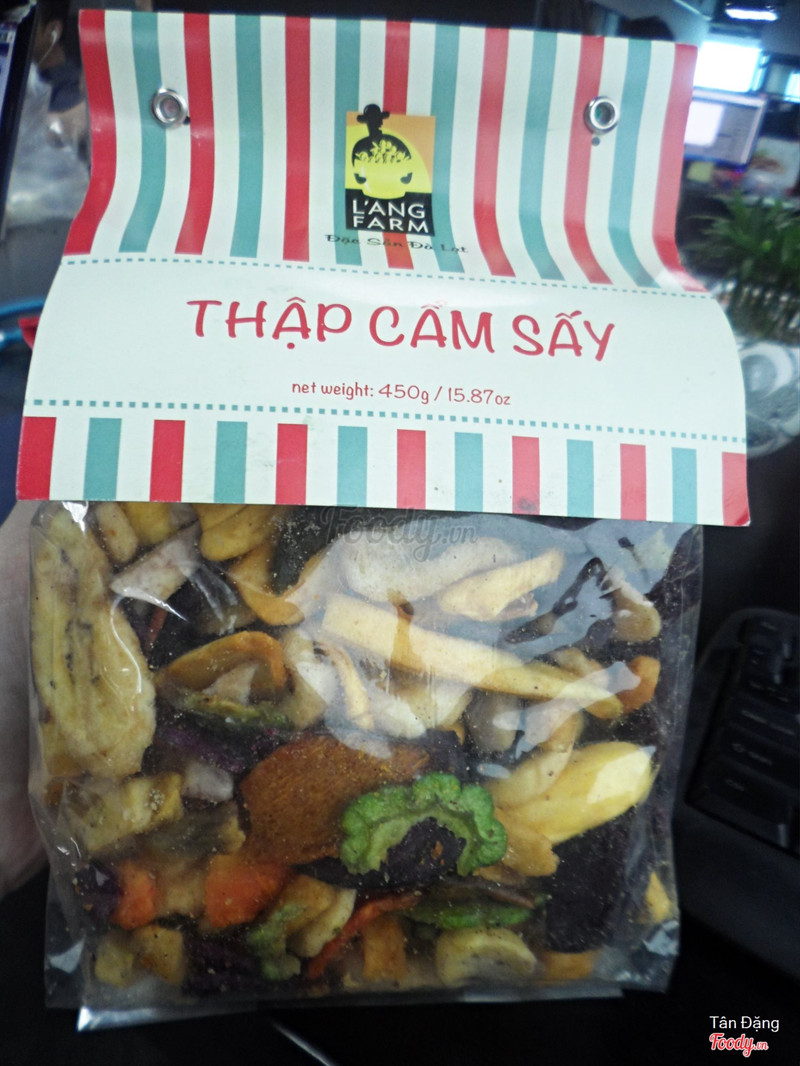 L'ANG
FARM
Đặc Sản Đà Lạt
THẬP CẨM SẤY
net weight: 450g / 15.87oz
Foody.vn
Tân Đặng
Foody.vn